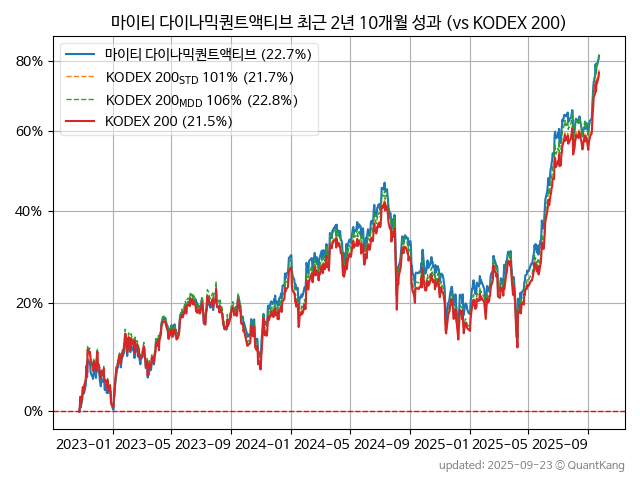 마이티 다이나믹퀀트액티브 최근 2년 10개월 성과 (vs KODEX 200)
마이티 다이나믹퀀트액티브 (22.7%)
KODEX 200STD 101% (21.7%)
KODEX 200MDD 106% (22.8%)
KODEX 200 (21.5%)
80%
60%
40%
20%
0%
2023-01 2023-05 2023-09 2024-01 2024-05 2024-09 2025-01 2025-05 2025-09
updated: 2025-09-23 © QuantKang